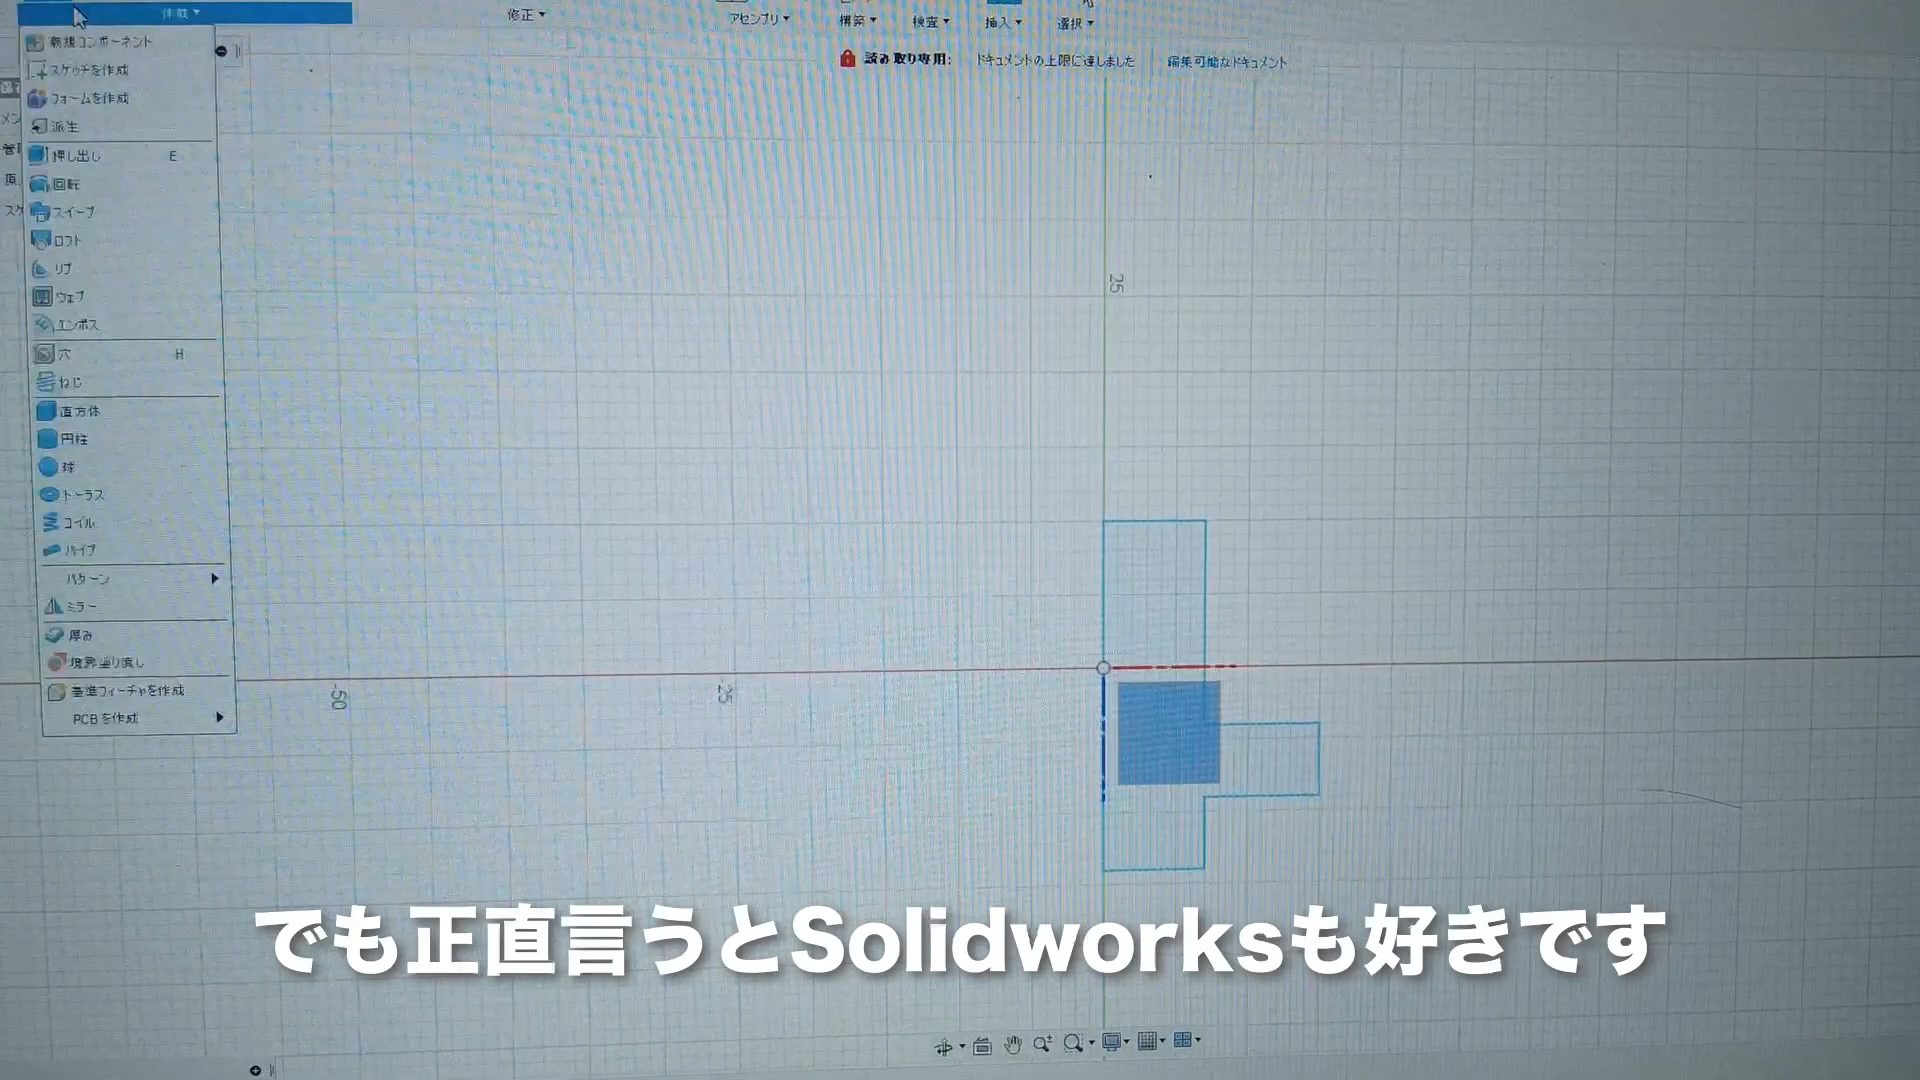 作成
修正
アセンブリ
構築
検査
挿入
選択
読み取り専用:
ドキュメントの上限に達しました
編集可能なドキュメント
新規コンポーネント
スケッチを作成
フォームを作成
派生
押し出し E
回転
スイープ
ロフト
リブ
ウェブ
エンボス
穴 H
ねじ
直方体
円柱
球
トーラス
コイル
パイプ
パターン
ミラー
厚み
境界塗り潰し
基準フィーチャを作成
PCBを作成
25
-50
-25
でも正直言うとSolidworksも好きです